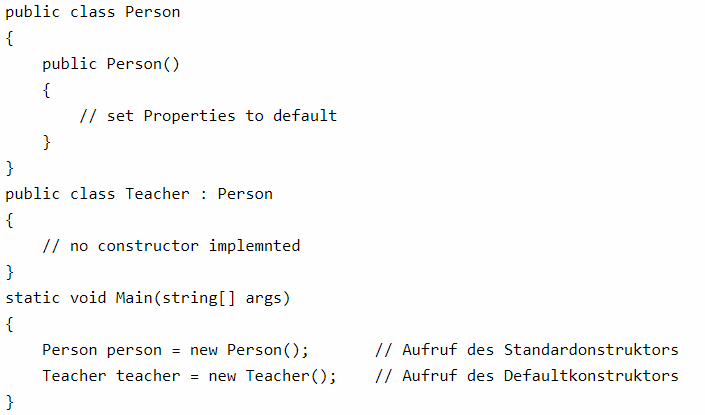 public class Person
{
    public Person()
    {
        // set Properties to default
    }
}
public class Teacher : Person
{
    // no constructor implemnted
}
static void Main(string[] args)
{
    Person person = new Person();       // Aufruf des Standardonstruktors
    Teacher teacher = new Teacher();    // Aufruf des Defaultkonstruktors
}